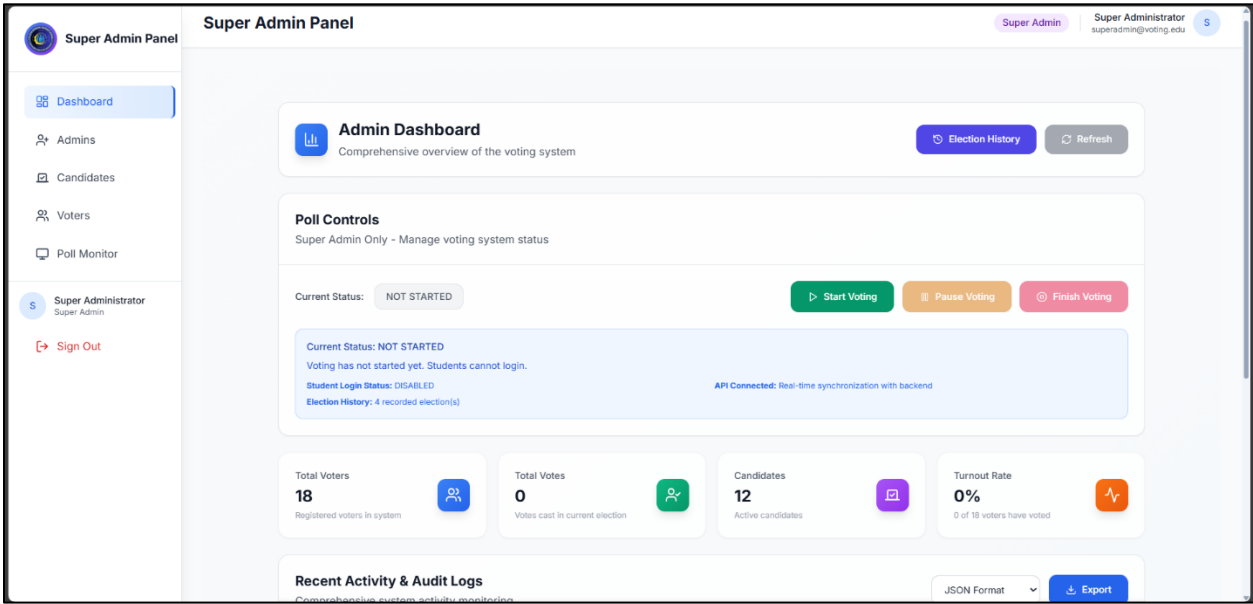 Super Admin Panel
Super Admin Panel
Super Admin
Super Administrator
superadmin@voting.edu
S
Dashboard
Admins
Candidates
Voters
Poll Monitor
S
Super Administrator
Super Admin
Sign Out
Admin Dashboard
Comprehensive overview of the voting system
Election History
Refresh
Poll Controls
Super Admin Only - Manage voting system status
Current Status:
NOT STARTED
Start Voting
Pause Voting
Finish Voting
Current Status: NOT STARTED
Voting has not started yet. Students cannot login.
Student Login Status: DISABLED
API Connected: Real-time synchronization with backend
Election History: 4 recorded election(s)
Total Voters
18
Registered voters in system
Total Votes
0
Votes cast in current election
Candidates
12
Active candidates
Turnout Rate
0%
0 of 18 voters have voted
Recent Activity & Audit Logs
Comprehensive system activity monitoring
JSON Format
Export